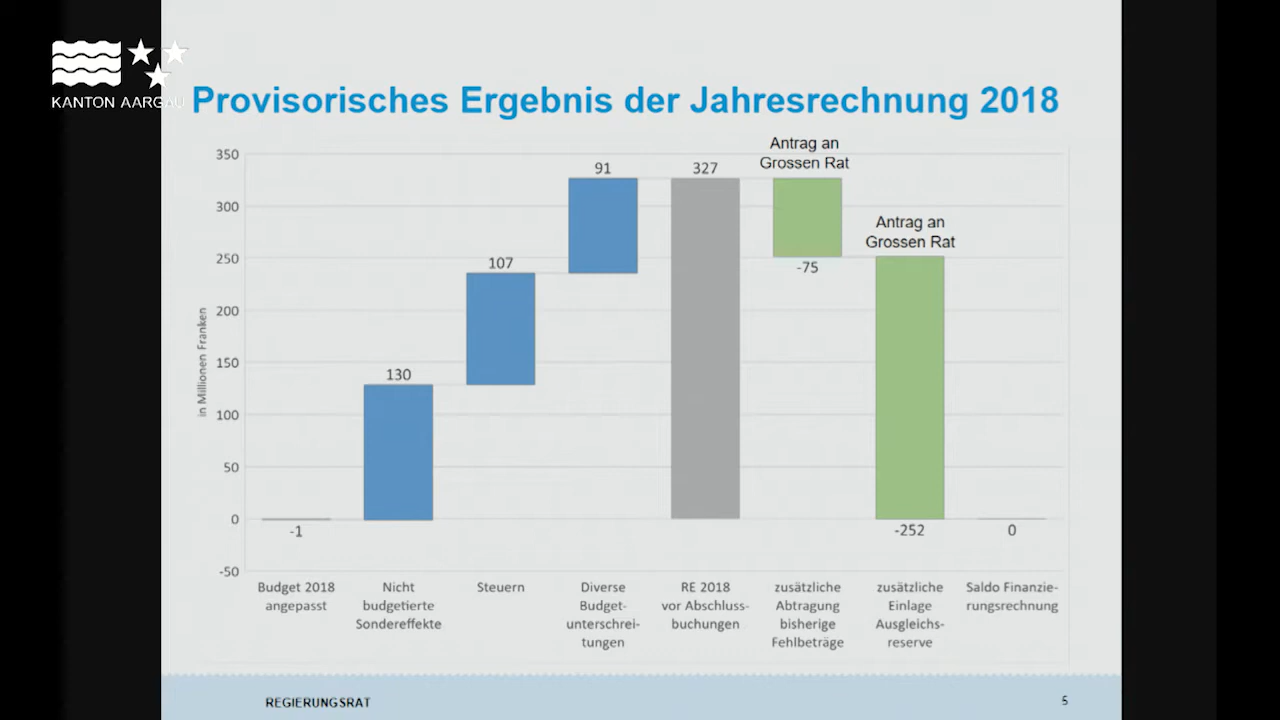 KANTON AARGAU
Provisorisches Ergebnis der Jahresrechnung 2018
in Millionen Franken
350
300
250
200
150
100
50
0
-50
-1
130
107
91
327
Antrag an
Grossen Rat
-75
Antrag an
Grossen Rat
-252
0
Budget 2018
angepasst
Nicht
budgetierte
Sondereffekte
Steuern
Diverse
Budget-
unterschrei-
tungen
RE 2018
vor Abschluss-
buchungen
zusätzliche
Abtragung
bisherige
Fehlbeträge
zusätzliche
Einlage
Ausgleichs-
reserve
Saldo Finanzie-
rungsrechnung
REGIERUNGSRAT
5